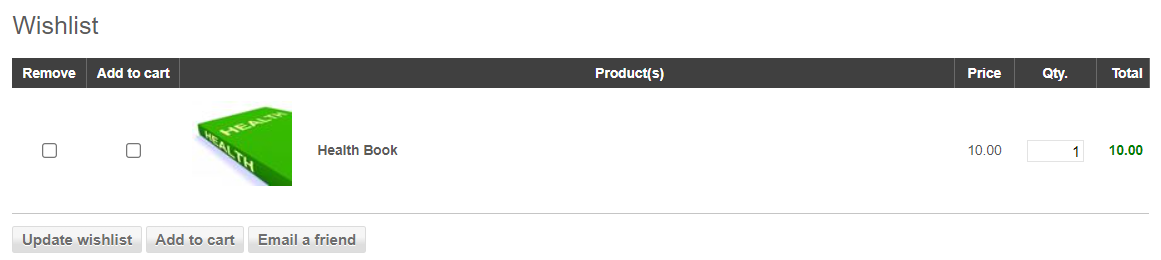 Wishlist
Remove Add to cart Product(s) Price Qty. Total
HEALTH
HEALTH
Health Book 10.00 1 10.00
Update wishlist Add to cart Email a friend